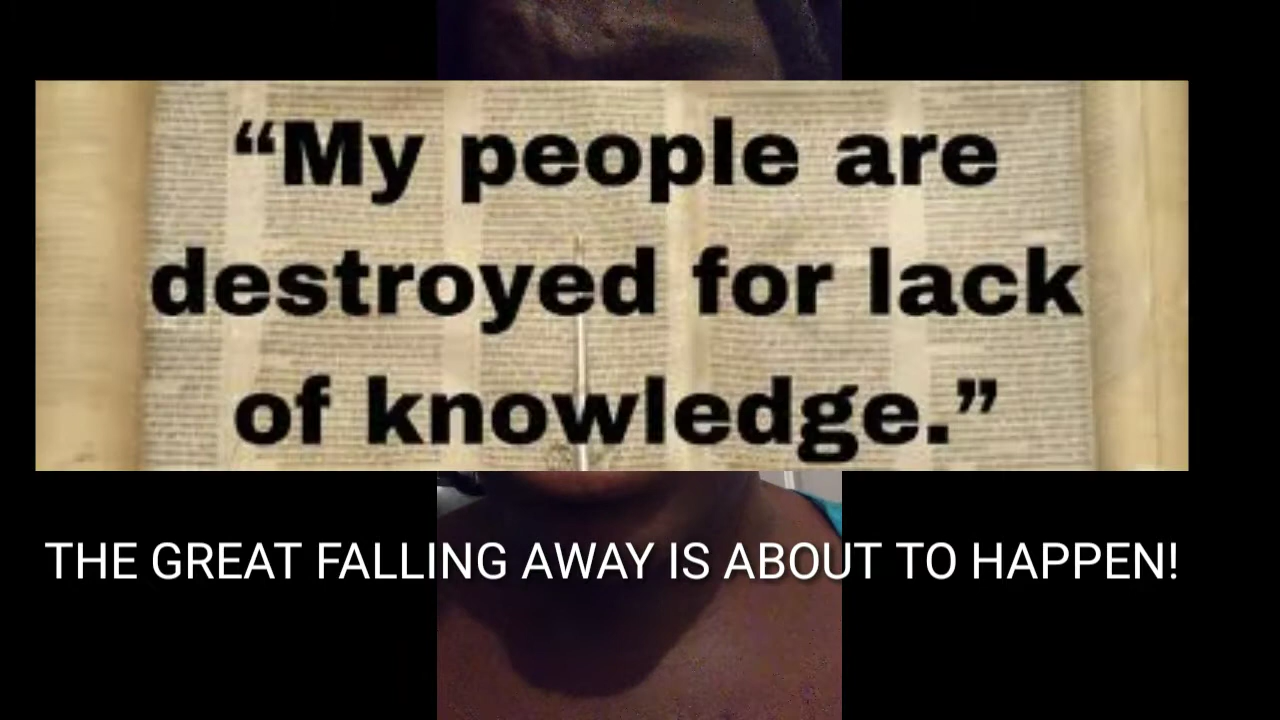 “My people are
destroyed for lack
of knowledge.”
THE GREAT FALLING AWAY IS ABOUT TO HAPPEN!